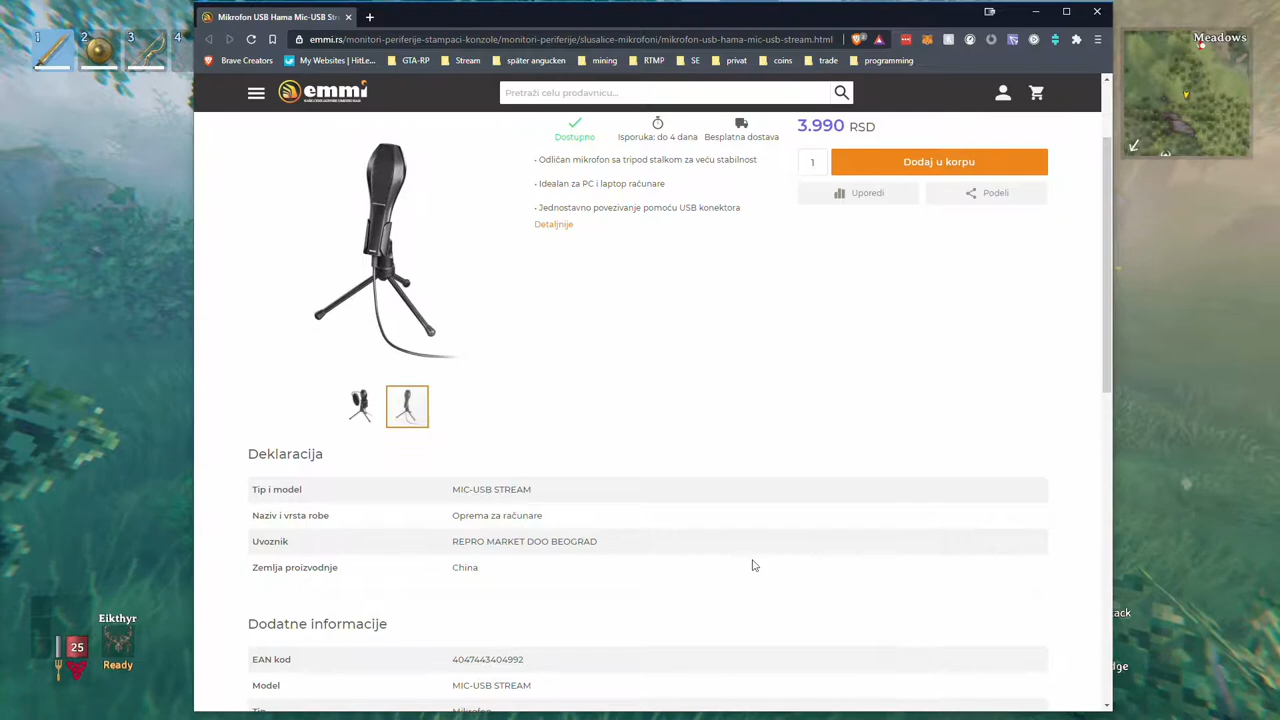 Mikrofon USB Hama Mic-USB Str
emmi.rs/monitori-periferije-stampaci-konzole/monitori-periferije/slusalice-mikrofoni/mikrofon-usb-hama-mic-usb-stream.html
Brave Creators
My Websites | HitLe...
GTA-RP
Stream
später angucken
mining
RTMP
SE
privat
coins
trade
programming
1
2
3
4
Meadows
emmi
Pretraži celu prodavnicu...
3.990 RSD
Dostupno
Isporuka: do 4 dana
Besplatna dostava
• Odličan mikrofon sa tripod stalkom za veću stabilnost
• Idealan za PC i laptop računare
• Jednostavno povezivanje pomoću USB konektora
Detaljnije
1
Dodaj u korpu
Uporedi
Podeli
Deklaracija
Tip i model MIC-USB STREAM
Naziv i vrsta robe Oprema za računare
Uvoznik REPRO MARKET DOO BEOGRAD
Zemlja proizvodnje China
Dodatne informacije
EAN kod 4047443404992
Model MIC-USB STREAM
Tip Mikrofon
Eikthyr
25
Ready
ack
dge